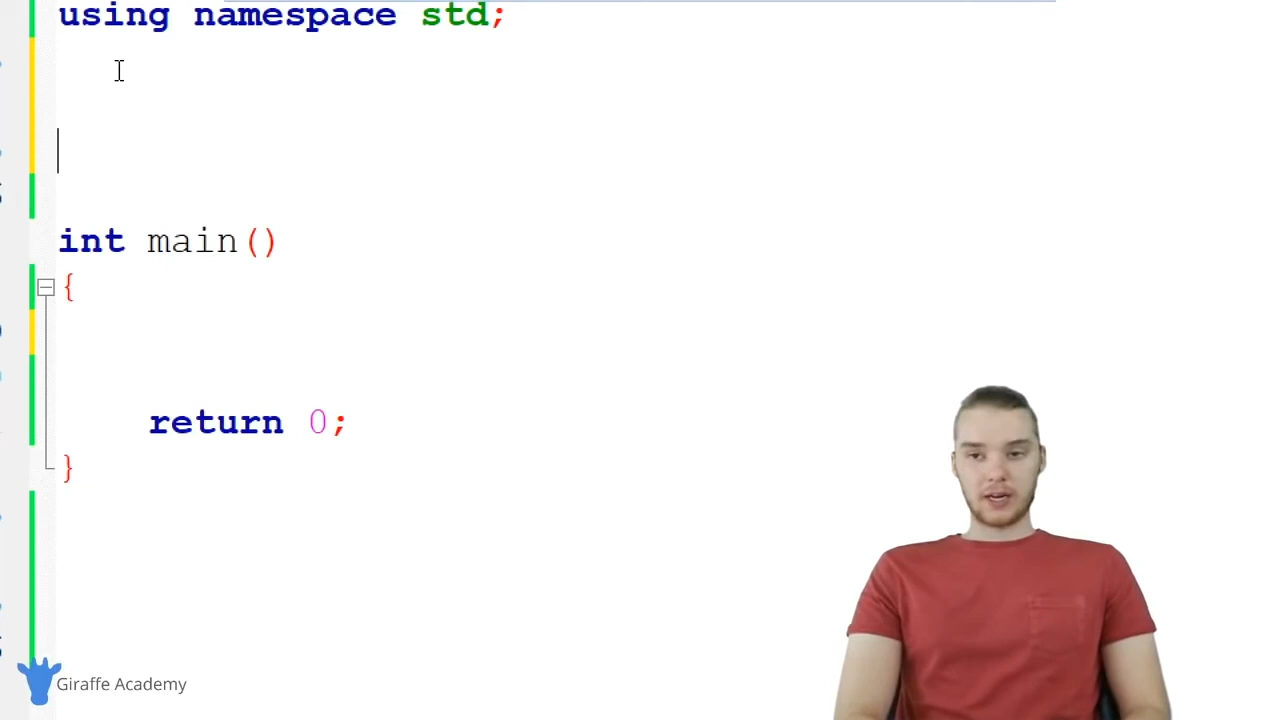 using namespace std;
int main()
{
return 0;
}
Giraffe Academy